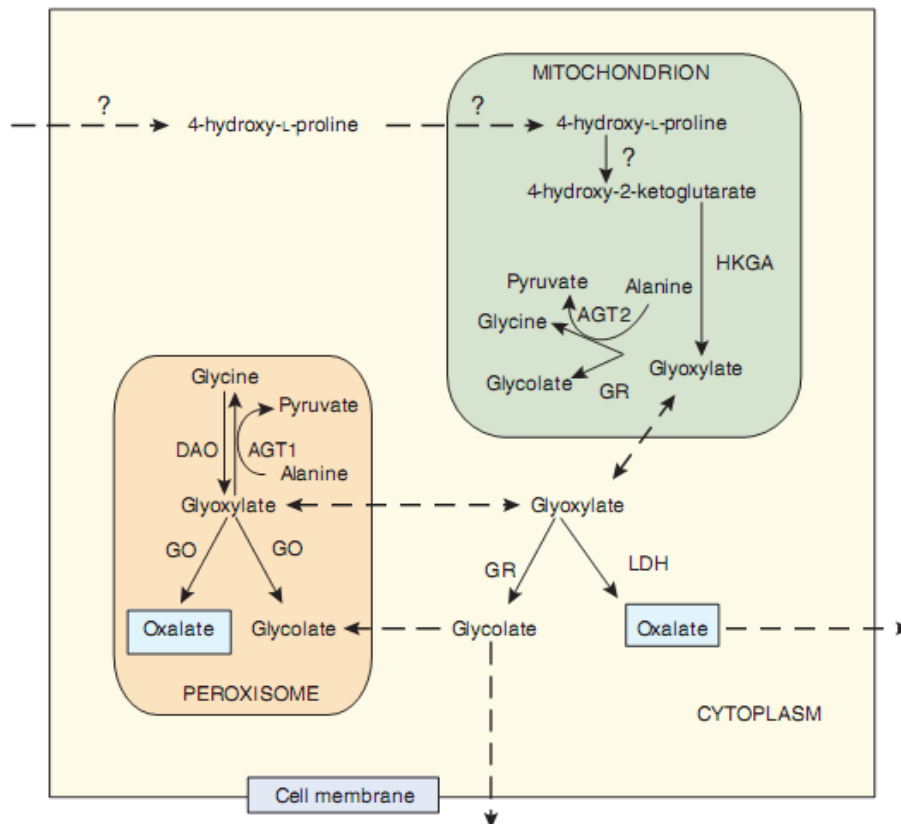 MITOCHONDRION
?
4-hydroxy-L-proline
?
4-hydroxy-L-proline
?
4-hydroxy-2-ketoglutarate
HKGA
Pyruvate
Alanine
AGT2
Glycine
Glycolate
GR
Glyoxylate
Glycine
Pyruvate
DAO
AGT1
Alanine
Glyoxylate
GO
GO
Oxalate
Glycolate
PEROXISOME
Glyoxylate
GR
LDH
Glycolate
Oxalate
CYTOPLASM
Cell membrane